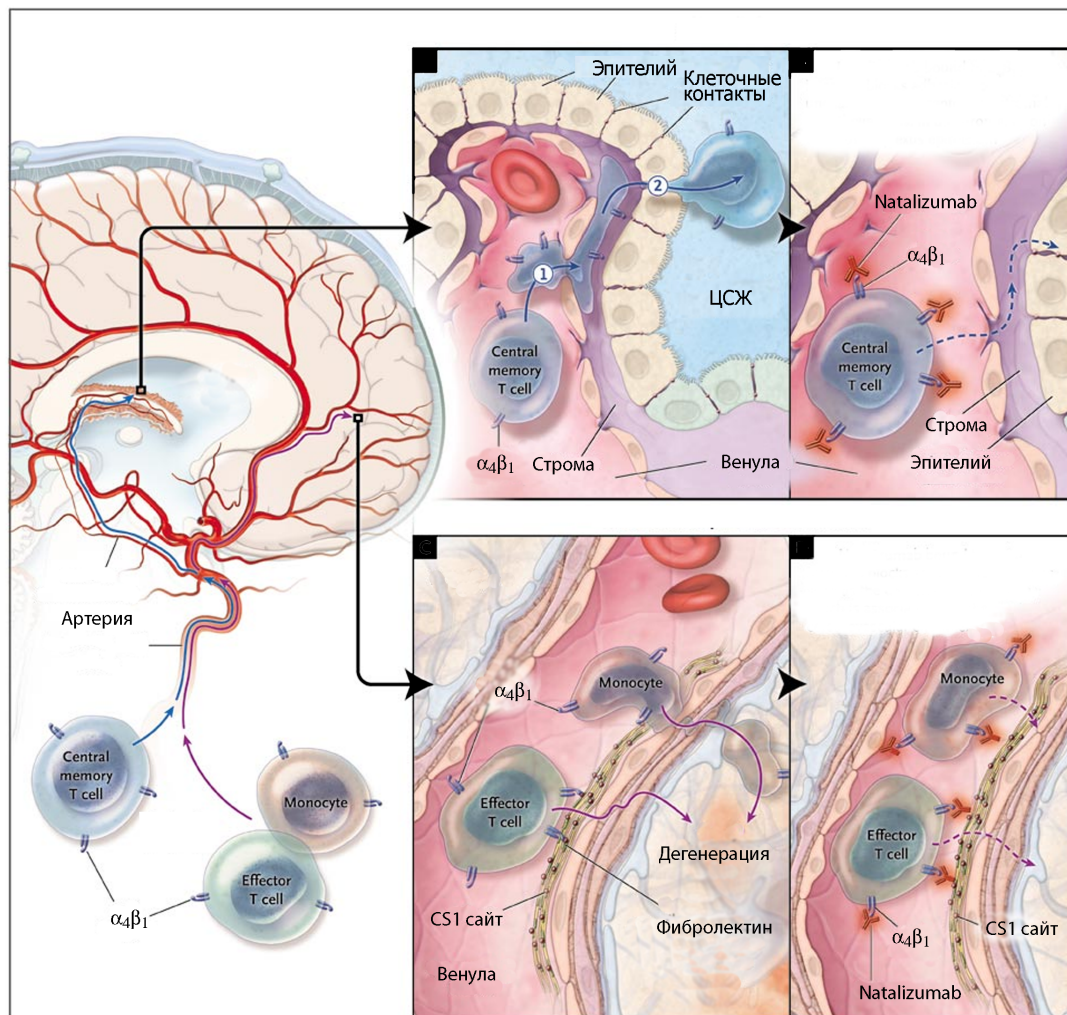 Эпителий
Клеточные
контакты
2
1
ЦСЖ
Central
memory
T cell
α4β1
Строма
Венула
Natalizumab
α4β1
Central
memory
T cell
Строма
Эпителий
Артерия
Central
memory
T cell
Monocyte
Effector
T cell
α4β1
C
α4β1
Monocyte
Effector
T cell
Дегенерация
CS1 сайт
Фибролектин
Венула
Monocyte
Effector
T cell
CS1 сайт
α4β1
Natalizumab